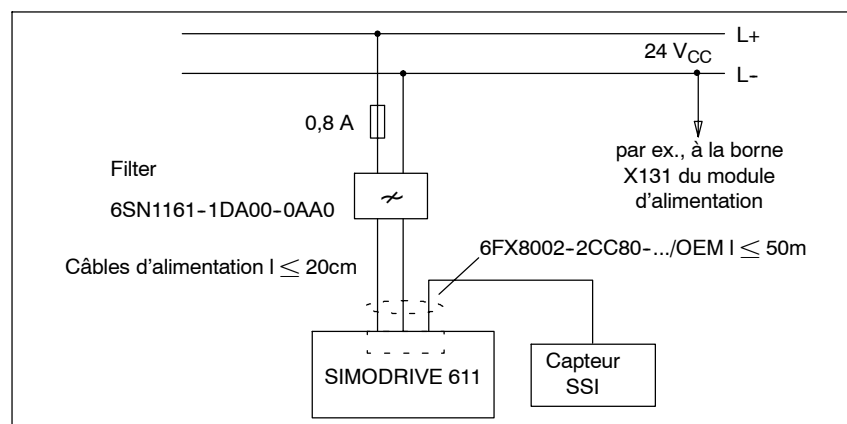 L+
24 VCC
L-
0,8 A
par ex., à la borne
X131 du module
d'alimentation
Filter
6SN1161-1DA00-0AA0
6FX8002-2CC80-.../OEM l ≤ 50m
Câbles d'alimentation l ≤ 20cm
SIMODRIVE 611
Capteur
SSI